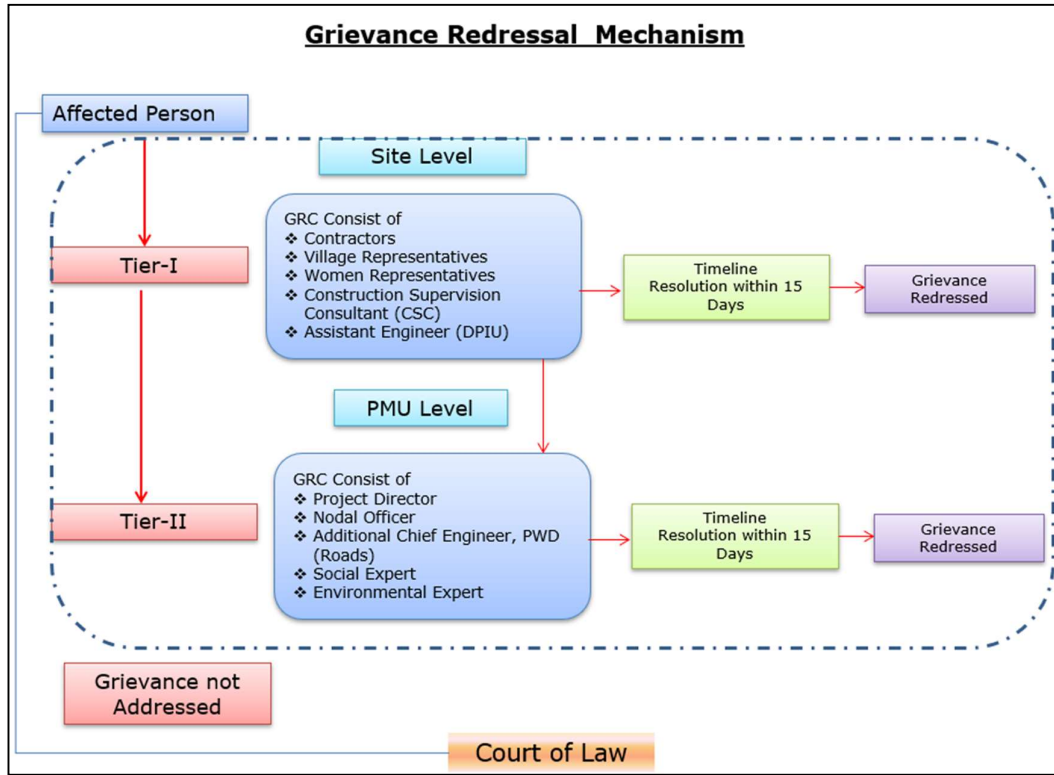 Grievance Redressal Mechanism
Affected Person
Site Level
GRC Consist of
❖ Contractors
❖ Village Representatives
❖ Women Representatives
❖ Construction Supervision
Consultant (CSC)
❖ Assistant Engineer (DPIU)
Tier-I
Timeline
Resolution within 15
Days
Grievance
Redressed
PMU Level
GRC Consist of
❖ Project Director
❖ Nodal Officer
❖ Additional Chief Engineer, PWD
(Roads)
❖ Social Expert
❖ Environmental Expert
Tier-II
Timeline
Resolution within 15
Days
Grievance
Redressed
Grievance not
Addressed
Court of Law